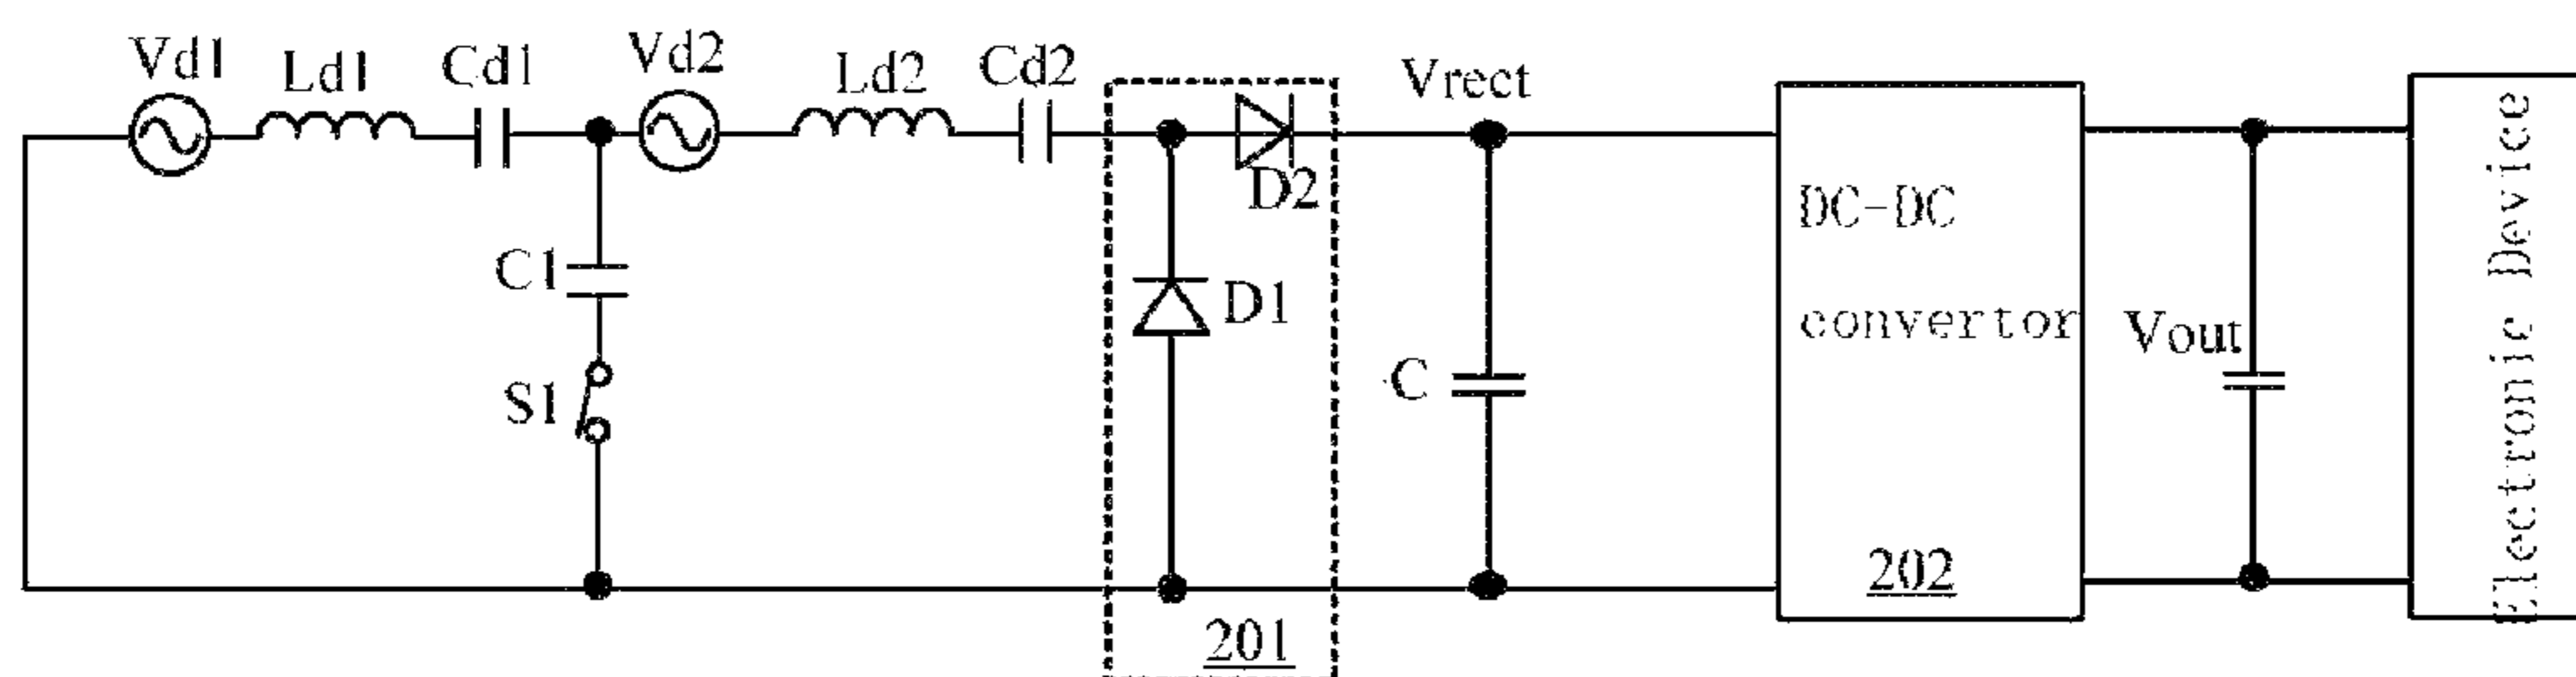 Vd1
Ld1
Cd1
Vd2
Ld2
Cd2
Vrect
D2
C1
D1
S1
C
DC-DC
convertor
Vout
Electronic Device
202
201